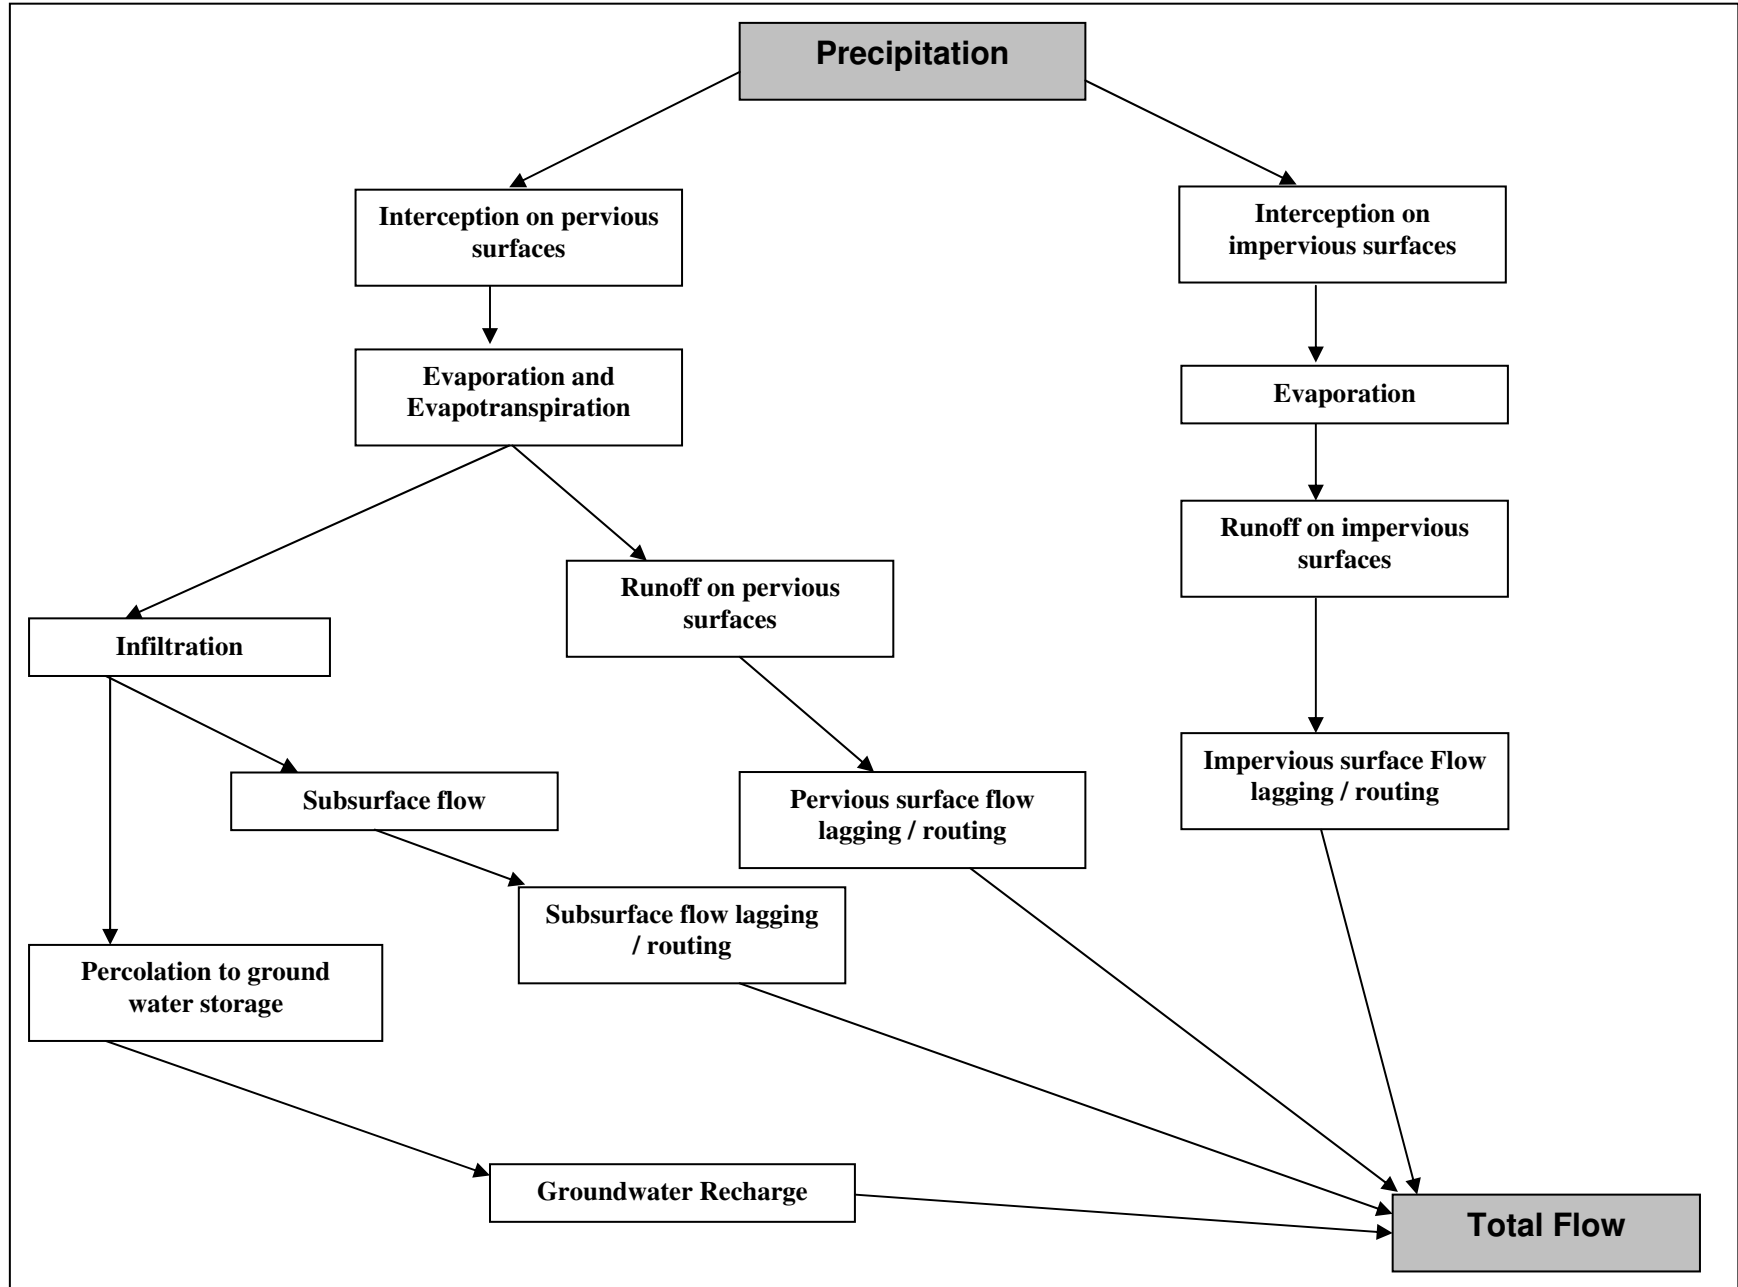 Precipitation
Interception on pervious
surfaces
Interception on
impervious surfaces
Evaporation and
Evapotranspiration
Evaporation
Runoff on impervious
surfaces
Runoff on pervious
surfaces
Infiltration
Subsurface flow
Pervious surface flow
lagging / routing
Impervious surface Flow
lagging / routing
Subsurface flow lagging
/ routing
Percolation to ground
water storage
Groundwater Recharge
Total Flow